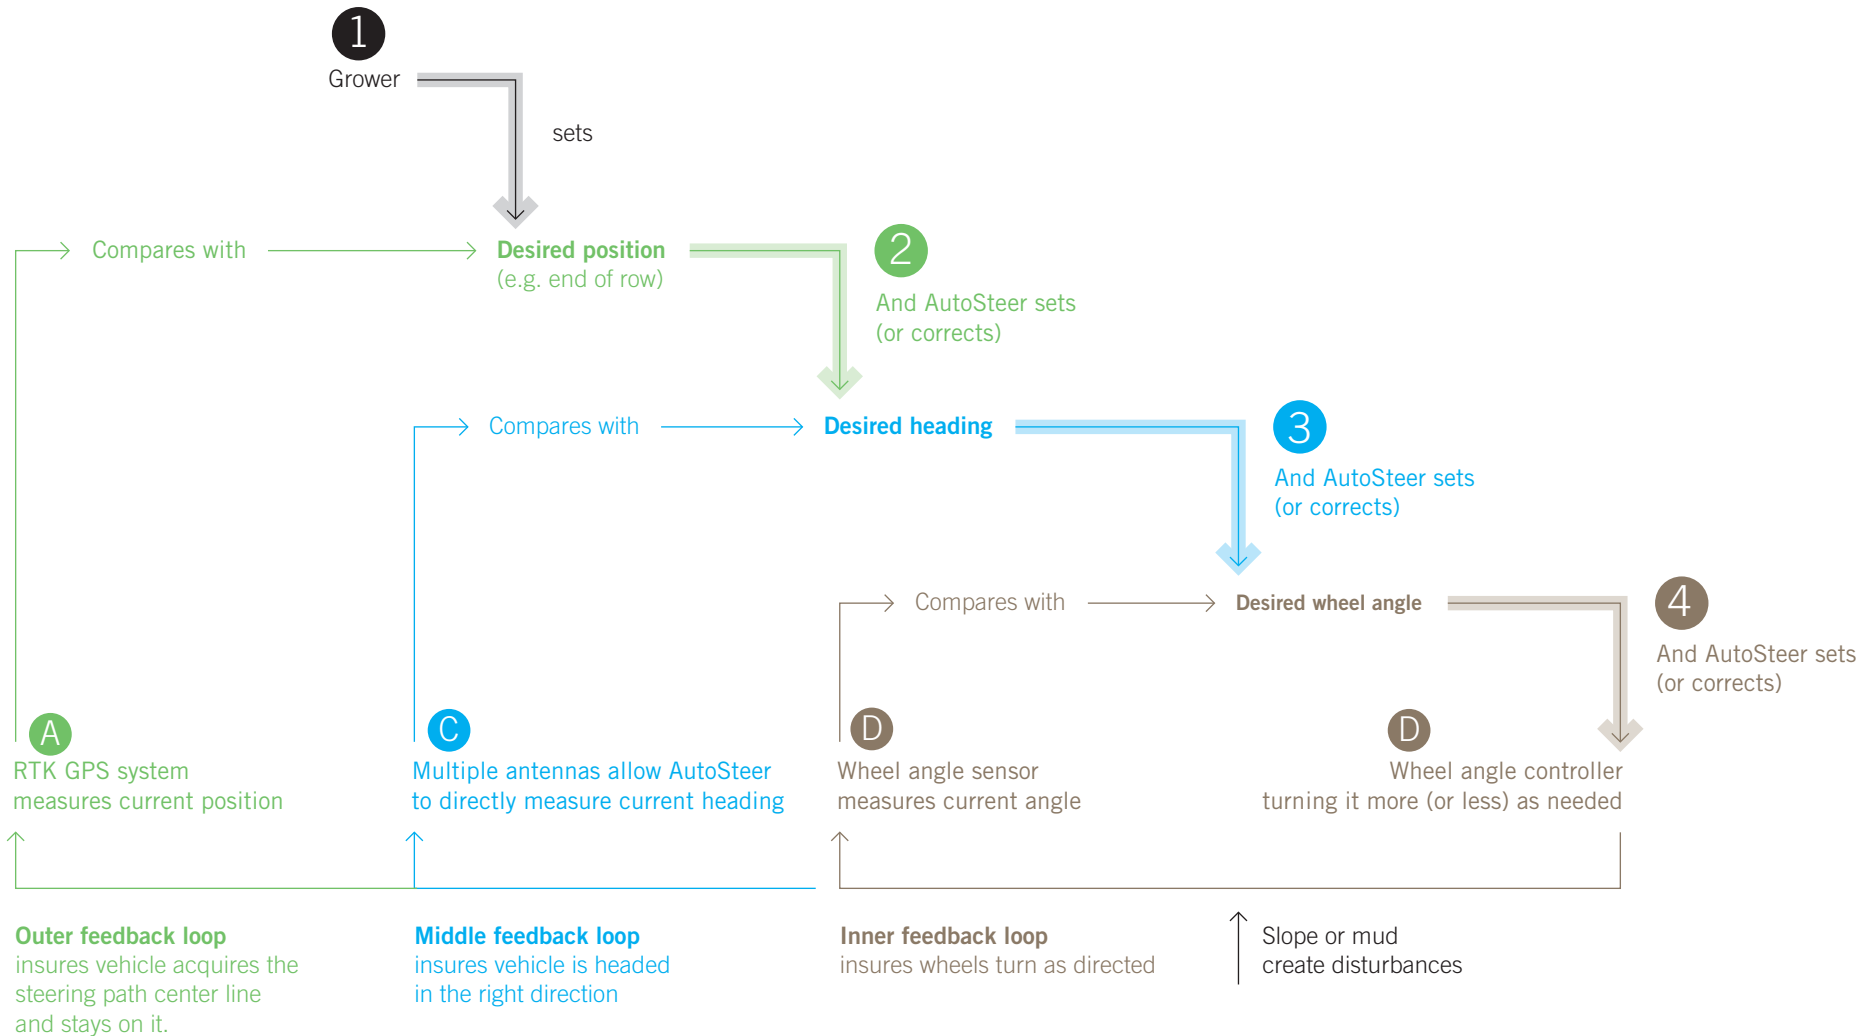 1
Grower
sets
Compares with
Desired position
(e.g. end of row)
2
And AutoSteer sets
(or corrects)
Compares with
Desired heading
3
And AutoSteer sets
(or corrects)
Compares with
Desired wheel angle
4
And AutoSteer sets
(or corrects)
A
RTK GPS system
measures current position
C
Multiple antennas allow AutoSteer
to directly measure current heading
D
Wheel angle sensor
measures current angle
D
Wheel angle controller
turning it more (or less) as needed
Outer feedback loop
insures vehicle acquires the
steering path center line
and stays on it.
Middle feedback loop
insures vehicle is headed
in the right direction
Inner feedback loop
insures wheels turn as directed
Slope or mud
create disturbances